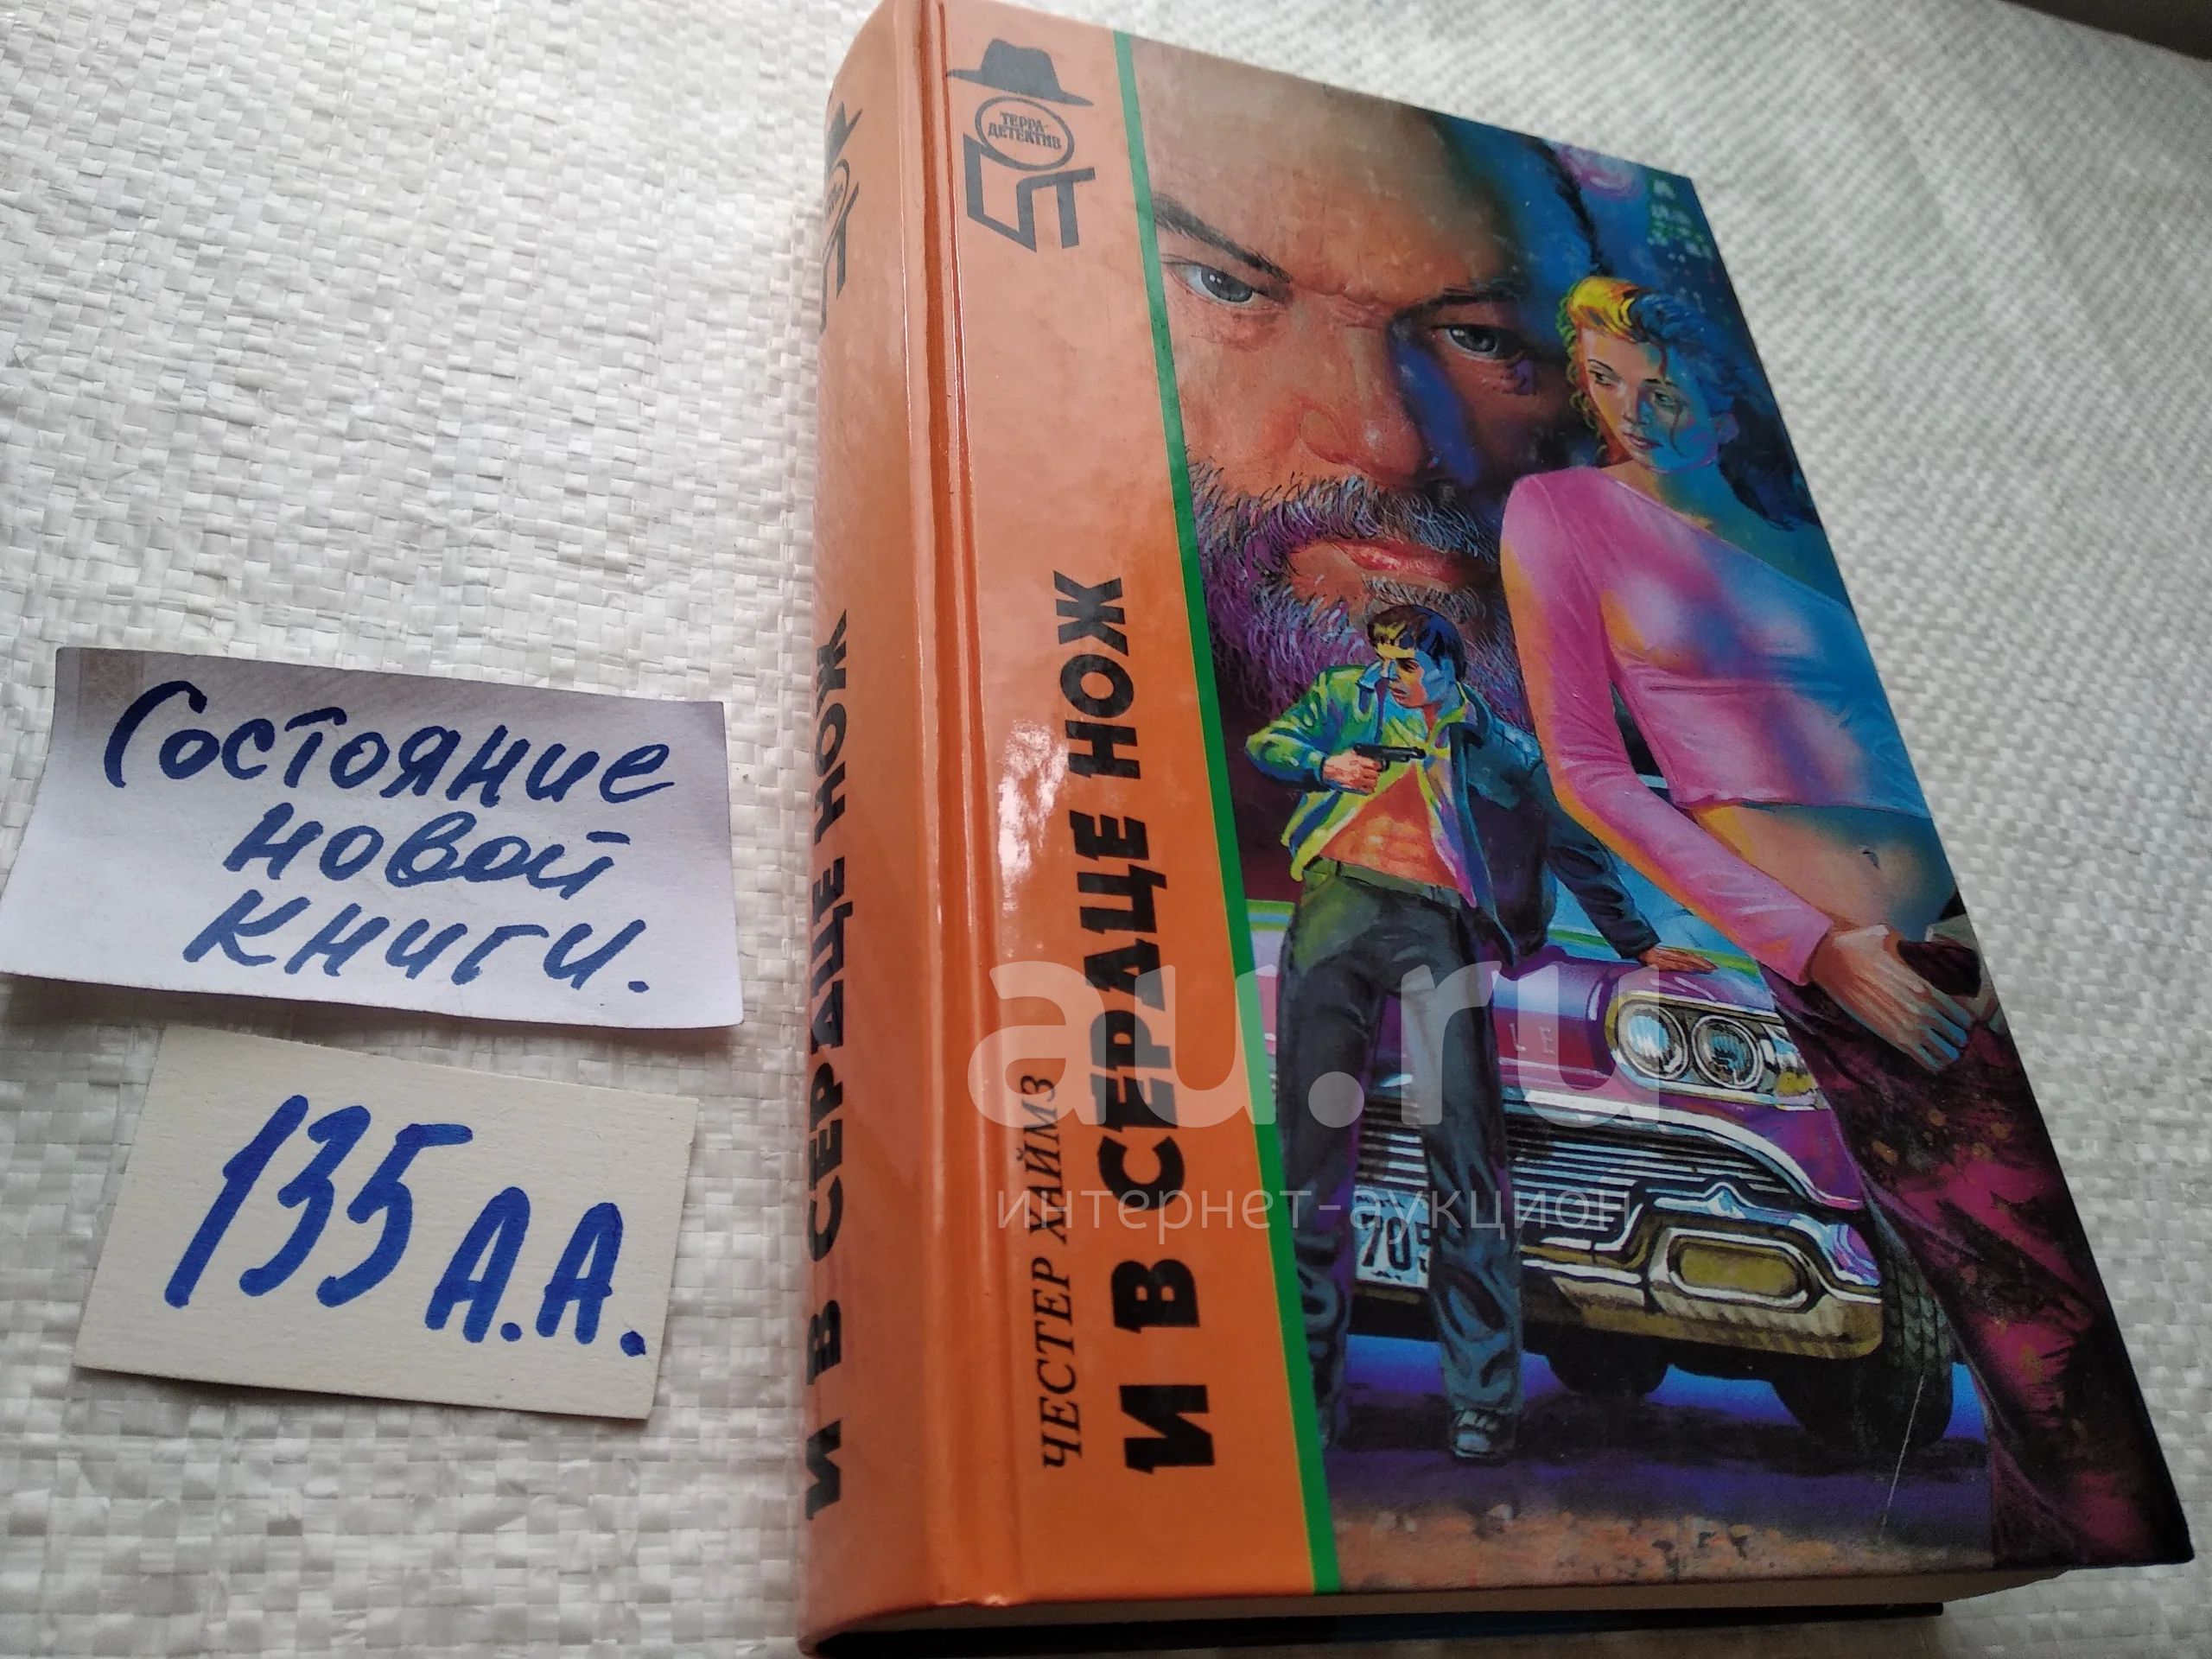 Состояние
новой
книги.
135 А.А.
И В СЕРДЦЕ НОЖ
ТЕРРА-
ДЕТЕКТИВ
ЧЕСТЕР ХАЙМЗ
И В СЕРДЦЕ НОЖ
au.ru
интернет-аукцион